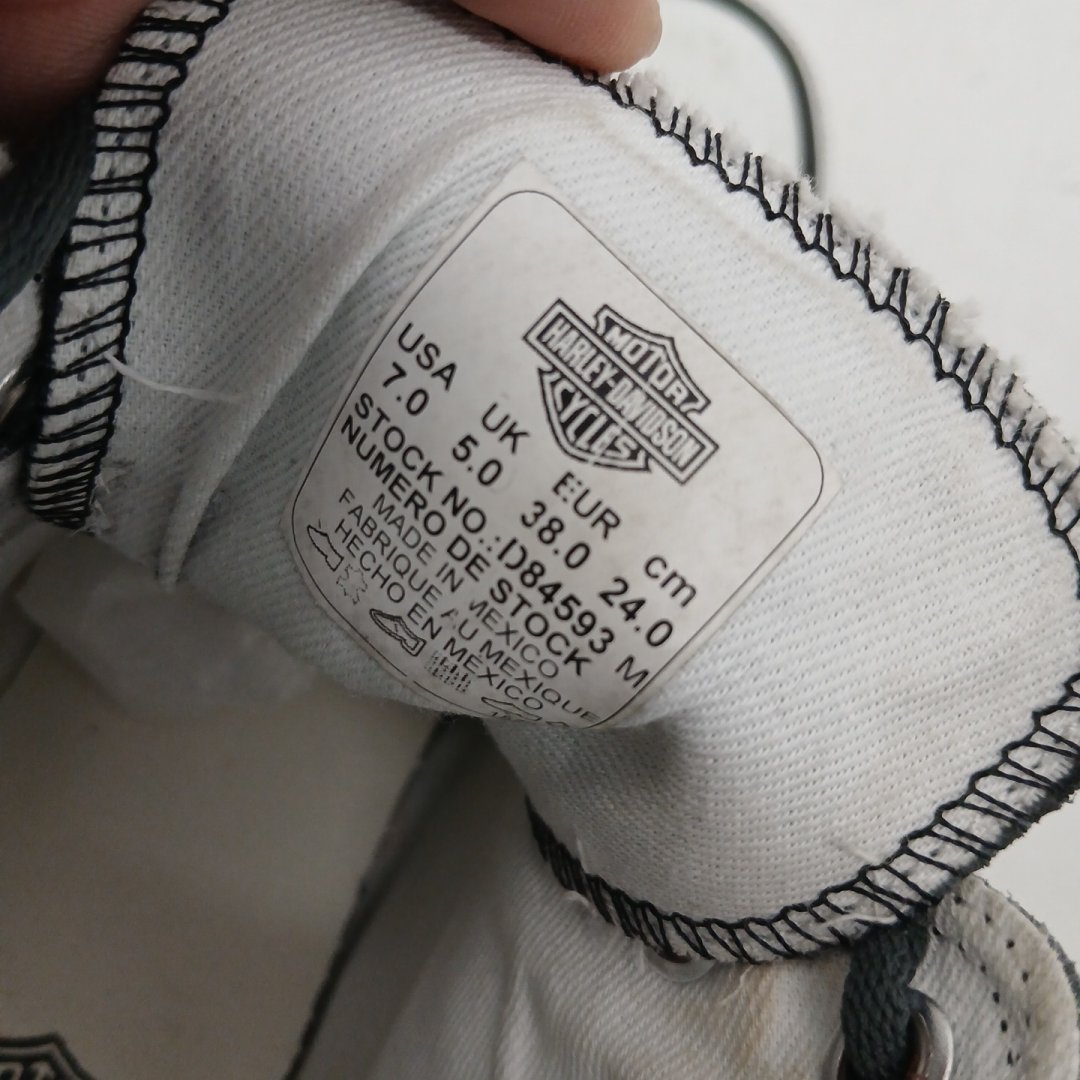 MOTOR
HARLEY-DAVIDSON
CYCLES
USA UK EUR cm
7.0 5.0 38.0 24.0
STOCK NO.:D84593 M
NUMERO DE STOCK
MADE IN MEXICO
FABRIQUE AU MEXIQUE
HECHO EN MEXICO